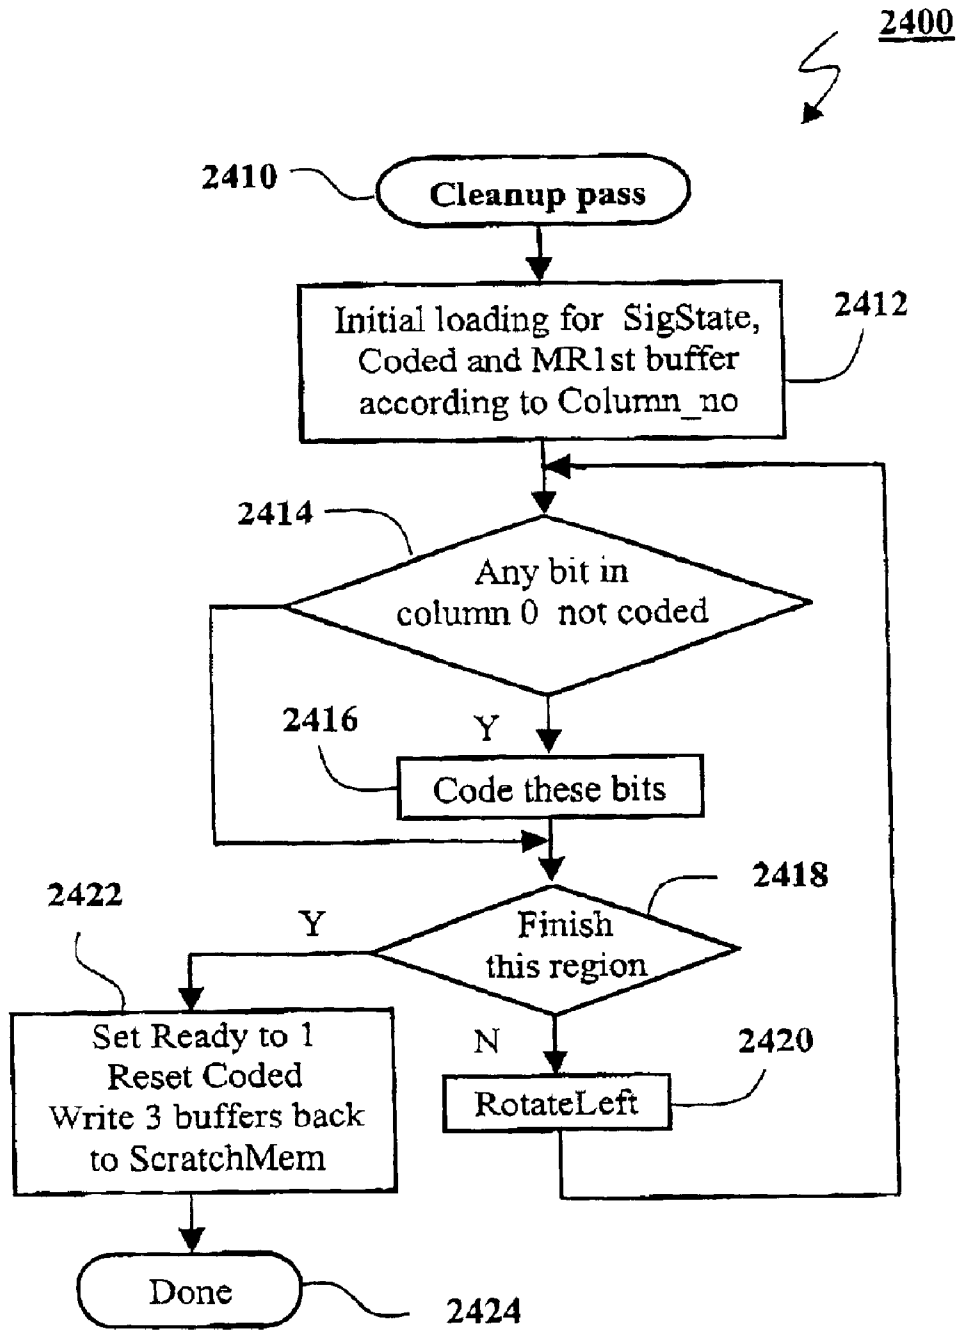 2400
2410
Cleanup pass
2412
Initial loading for SigState,
Coded and MR1st buffer
according to Column_no
2414
Any bit in
column 0 not coded
2416
Y
Code these bits
2418
2422
Y
Finish
this region
Set Ready to 1
Reset Coded
Write 3 buffers back
to ScratchMem
N
2420
RotateLeft
Done
2424